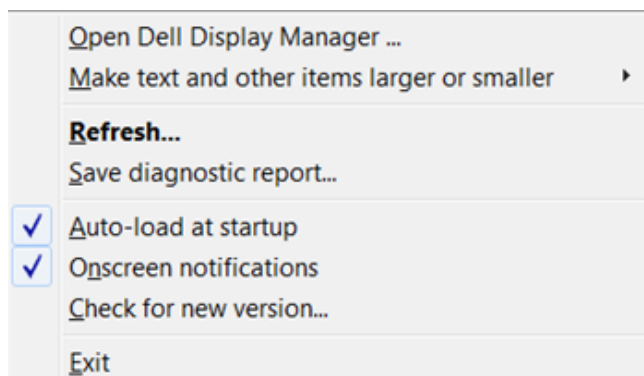 Open Dell Display Manager ...
Make text and other items larger or smaller
Refresh...
Save diagnostic report...
Auto-load at startup
Onscreen notifications
Check for new version...
Exit